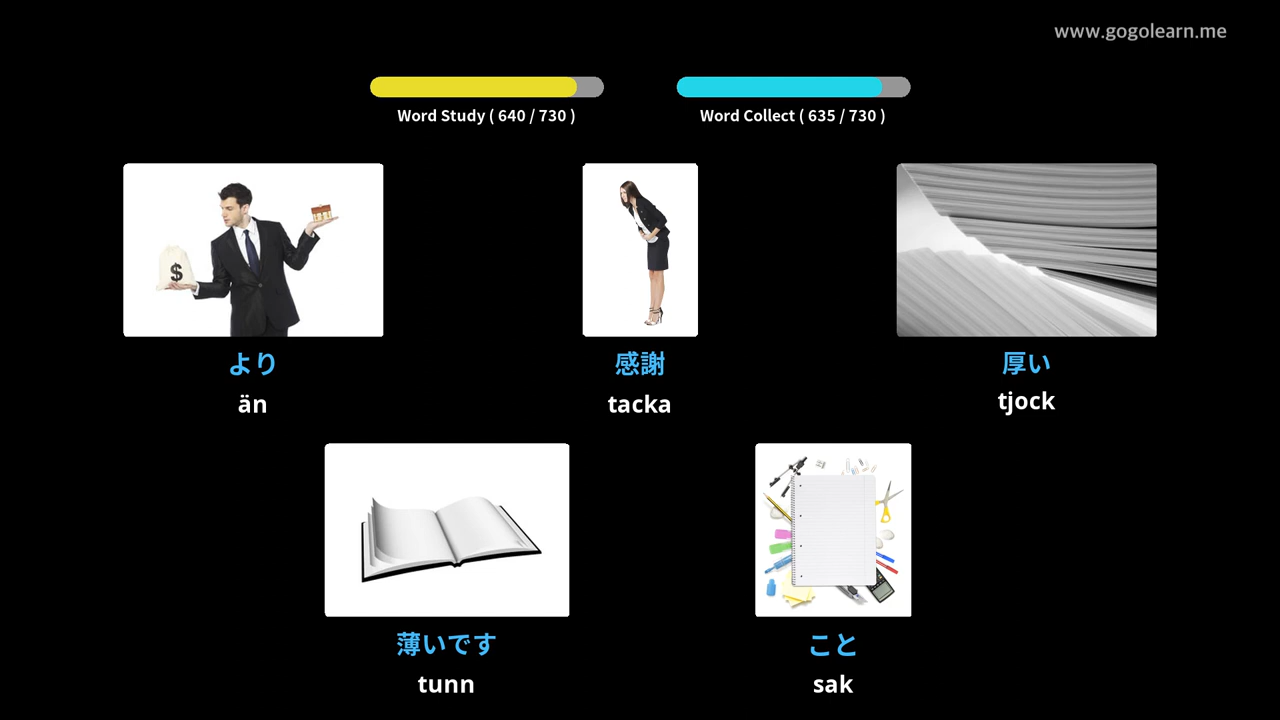 www.gogolearn.me
Word Study ( 640 / 730 )
Word Collect ( 635 / 730 )
$
より
än
感謝
tacka
厚い
tjock
薄いです
tunn
こと
sak